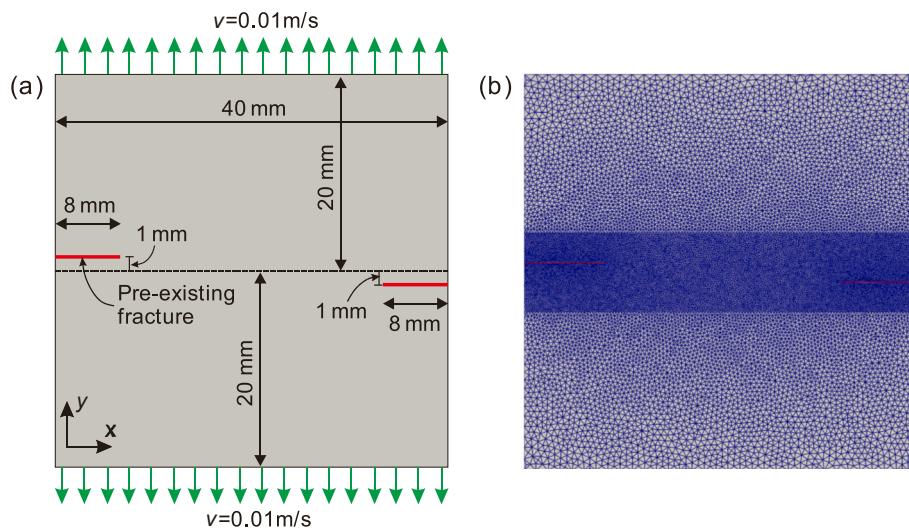 v=0.01m/s
(a)
(b)
40 mm
20 mm
8 mm
1 mm
Pre-existing
fracture
1 mm
8 mm
20 mm
y
x
v=0.01m/s